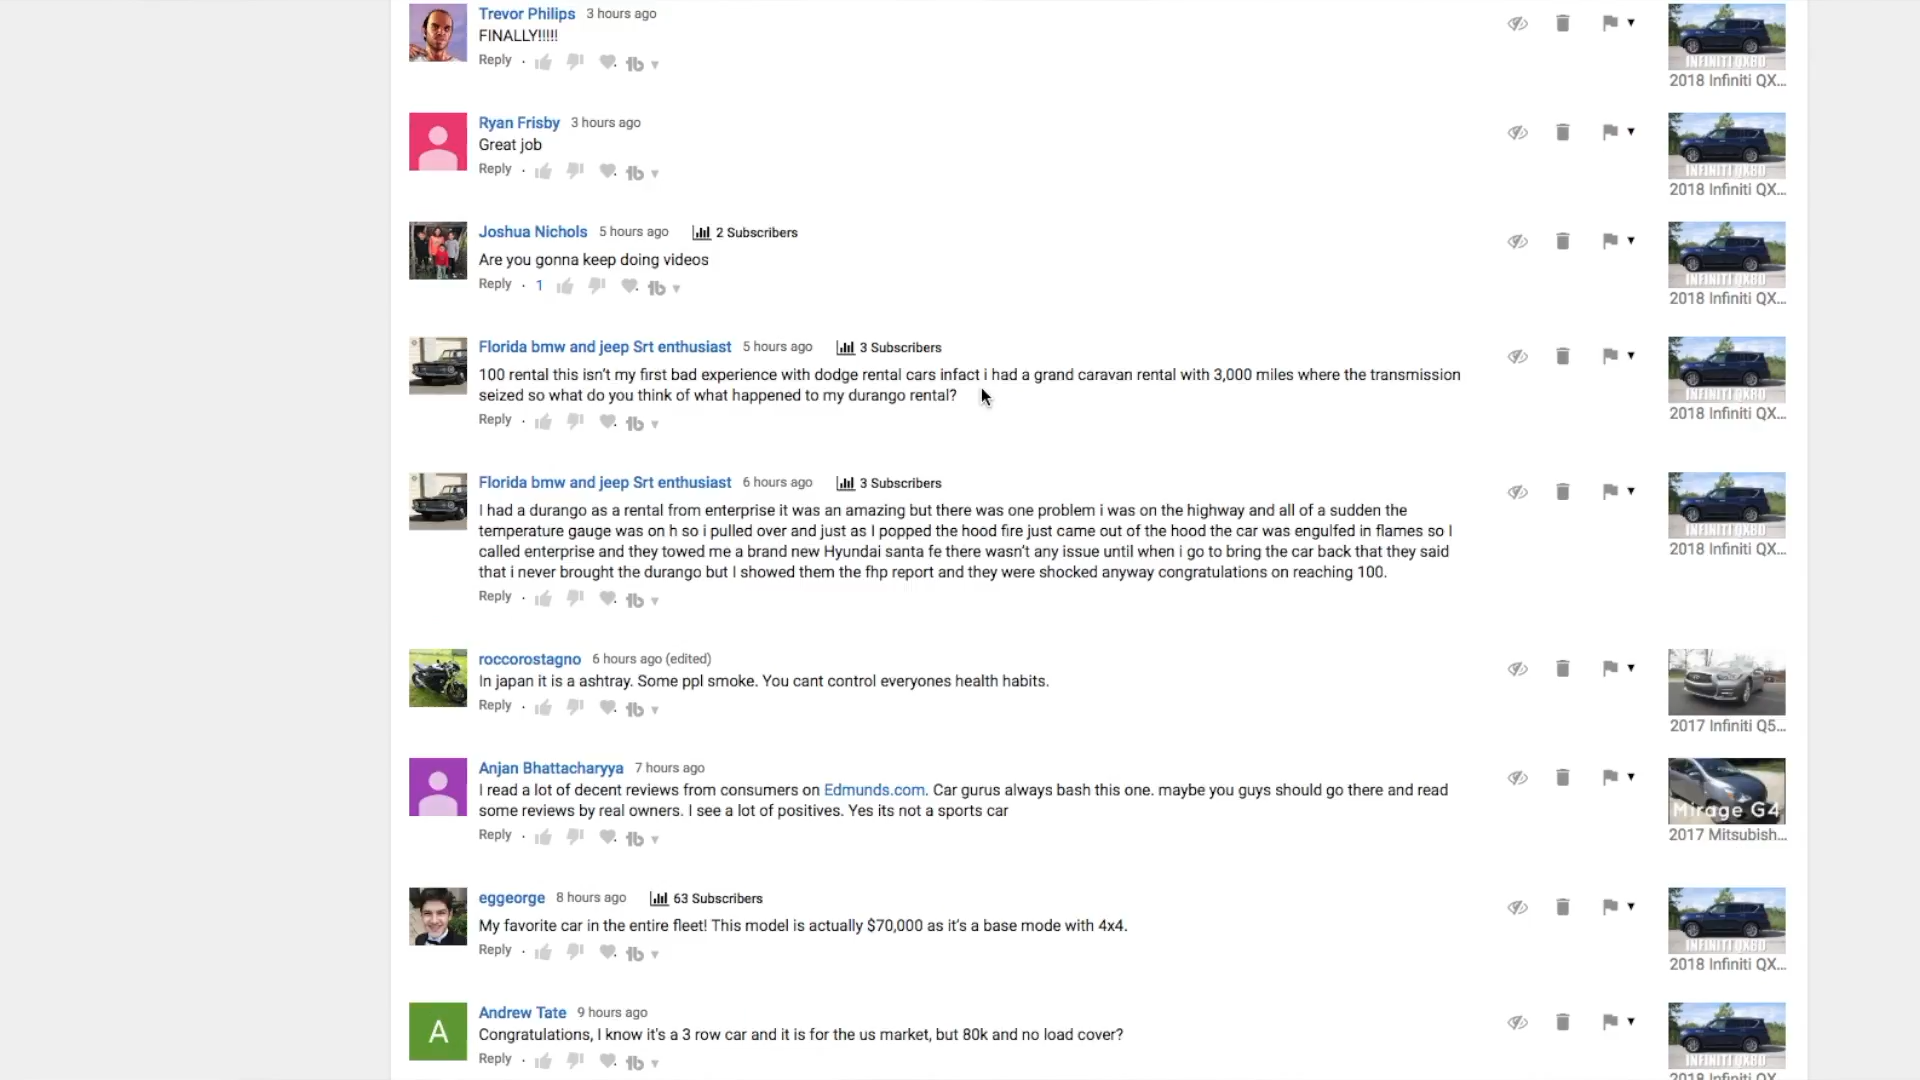 Trevor Philips 3 hours ago
FINALLY!!!!!
Reply .
INFINITI QX80
2018 Infiniti QX...
Ryan Frisby 3 hours ago
Great job
Reply .
INFINITI QX80
2018 Infiniti QX...
Joshua Nichols 5 hours ago 2 Subscribers
Are you gonna keep doing videos
Reply . 1
INFINITI QX80
2018 Infiniti QX...
Florida bmw and jeep Srt enthusiast 5 hours ago 3 Subscribers
100 rental this isn't my first bad experience with dodge rental cars infact i had a grand caravan rental with 3,000 miles where the transmission
seized so what do you think of what happened to my durango rental?
Reply .
INFINITI QX80
2018 Infiniti QX...
Florida bmw and jeep Srt enthusiast 6 hours ago 3 Subscribers
I had a durango as a rental from enterprise it was an amazing but there was one problem i was on the highway and all of a sudden the
temperature gauge was on h so i pulled over and just as I popped the hood fire just came out of the hood the car was engulfed in flames so I
called enterprise and they towed me a brand new Hyundai santa fe there wasn't any issue until when i go to bring the car back that they said
that i never brought the durango but I showed them the fhp report and they were shocked anyway congratulations on reaching 100.
Reply .
INFINITI QX80
2018 Infiniti QX...
roccorostagno 6 hours ago (edited)
In japan it is a ashtray. Some ppl smoke. You cant control everyones health habits.
Reply .
2017 Infiniti Q5...
Anjan Bhattacharyya 7 hours ago
I read a lot of decent reviews from consumers on Edmunds.com. Car gurus always bash this one. maybe you guys should go there and read
some reviews by real owners. I see a lot of positives. Yes its not a sports car
Reply .
Mirage G4
2017 Mitsubish...
eggeorge 8 hours ago 63 Subscribers
My favorite car in the entire fleet! This model is actually $70,000 as it's a base mode with 4x4.
Reply .
INFINITI QX80
2018 Infiniti QX...
A
Andrew Tate 9 hours ago
Congratulations, I know it's a 3 row car and it is for the us market, but 80k and no load cover?
Reply .
INFINITI QX80
2018 Infiniti QX...